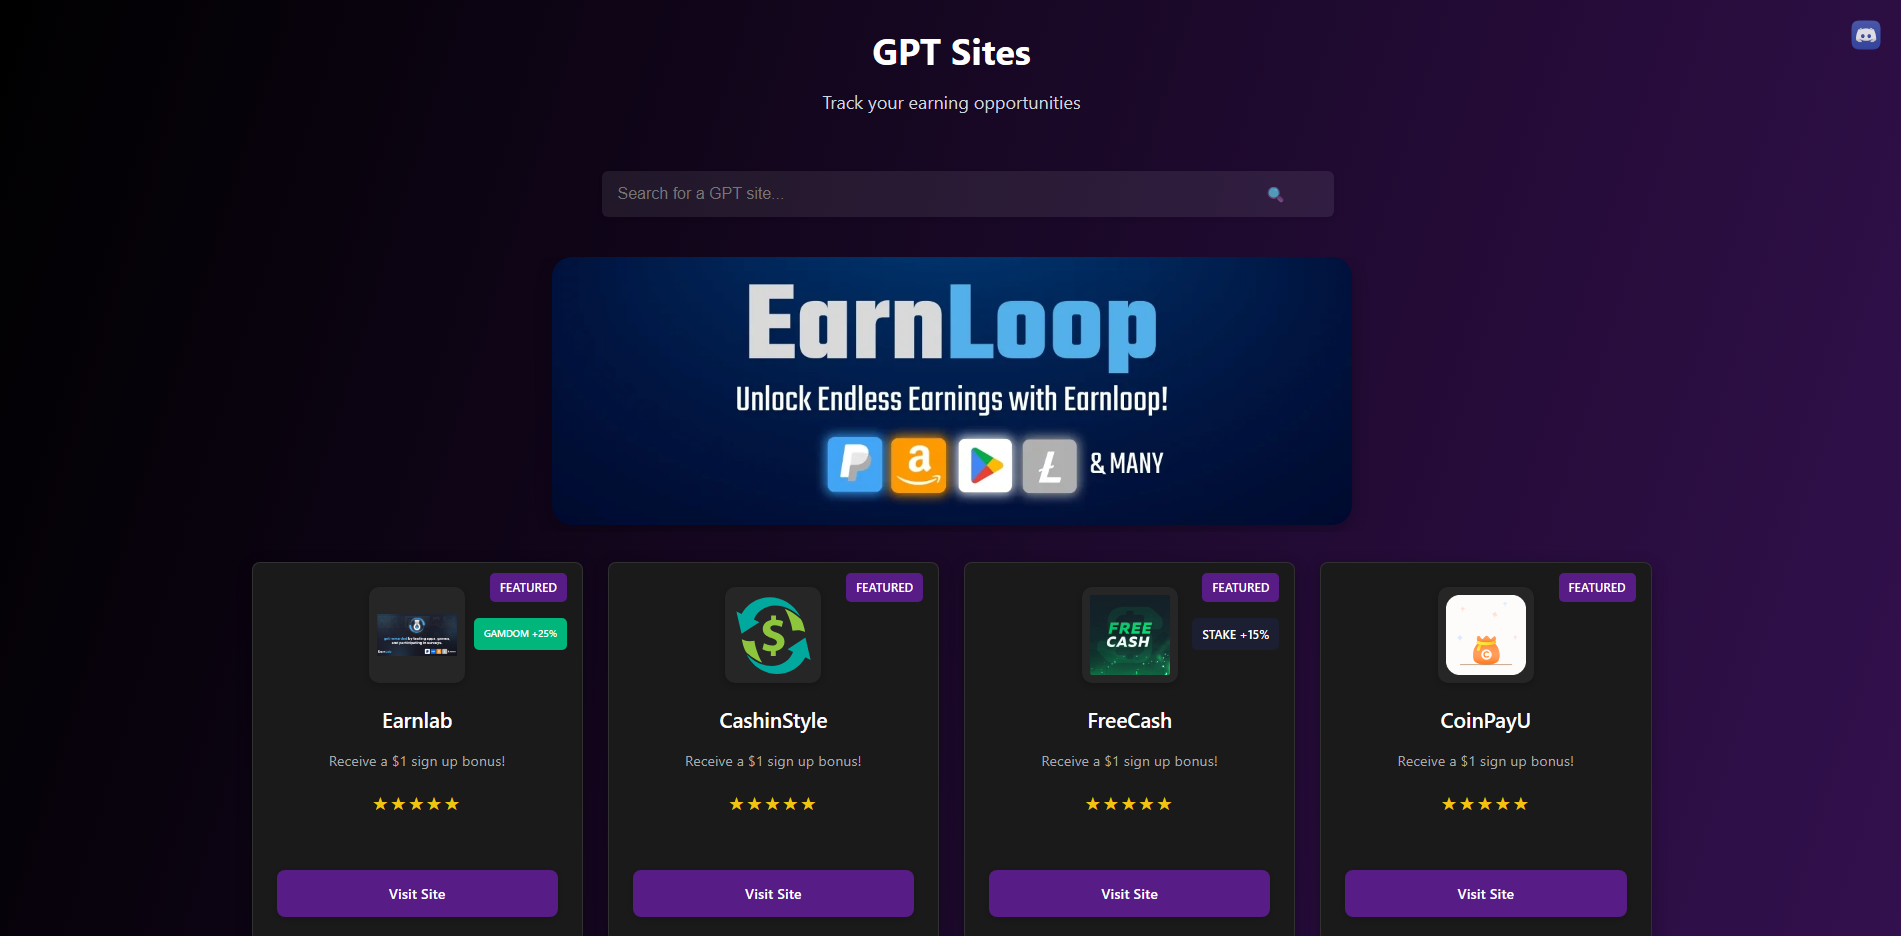 GPT Sites
Track your earning opportunities
Search for a GPT site...
EarnLoop
Unlock Endless Earnings with Earnloop!
& MANY
FEATURED
GAMDOM +25%
Earnlab
Receive a $1 sign up bonus!
★★★★★
Visit Site
FEATURED
CashinStyle
Receive a $1 sign up bonus!
★★★★★
Visit Site
FEATURED
FREE
CASH
STAKE +15%
FreeCash
Receive a $1 sign up bonus!
★★★★★
Visit Site
FEATURED
CoinPayU
Receive a $1 sign up bonus!
★★★★★
Visit Site